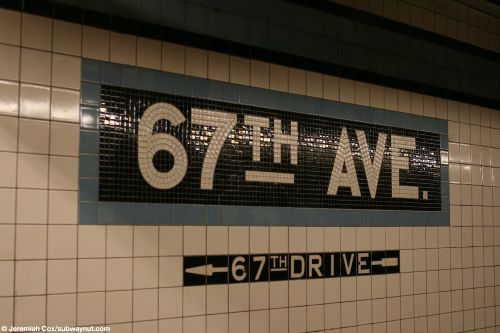 67TH AVE.
67TH DRIVE
© Jeremiah Cox/subwaynut.com